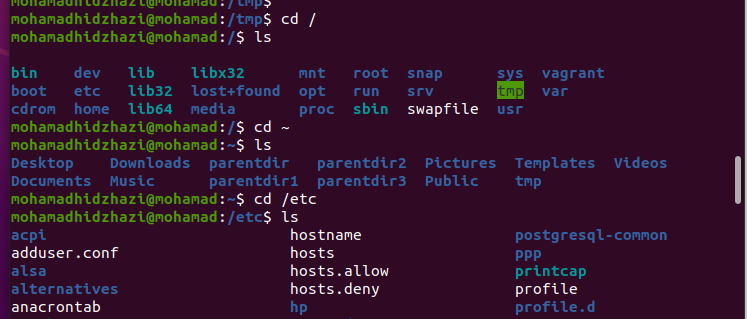 mohamadhidzhazi@mohamad:/tmp$
mohamadhidzhazi@mohamad:/tmp$ cd /
mohamadhidzhazi@mohamad:/$ ls
bin dev lib libx32 mnt root snap sys vagrant
boot etc lib32 lost+found opt run srv tmp var
cdrom home lib64 media proc sbin swapfile usr
mohamadhidzhazi@mohamad:/$ cd ~
mohamadhidzhazi@mohamad:~$ ls
Desktop Downloads parentdir parentdir2 Pictures Templates Videos
Documents Music parentdir1 parentdir3 Public tmp
mohamadhidzhazi@mohamad:~$ cd /etc
mohamadhidzhazi@mohamad:/etc$ ls
acpi hostname postgresql-common
adduser.conf hosts ppp
alsa hosts.allow printcap
alternatives hosts.deny profile
anacrontab hp profile.d